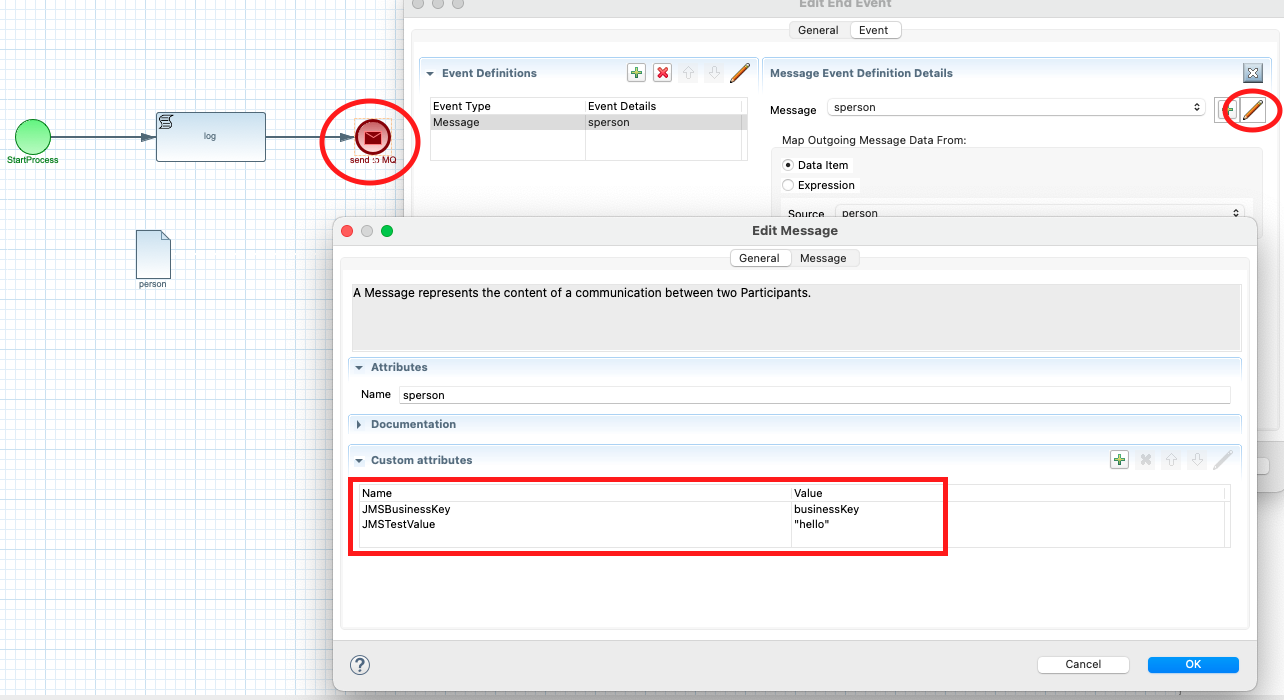 Edit End Event
General Event
Event Definitions
Event Type Event Details
Message sperson
Message Event Definition Details
Message sperson
Map Outgoing Message Data From:
Data Item
Expression
Source person
StartProcess
log
send to MQ
person
Edit Message
General Message
A Message represents the content of a communication between two Participants.
Attributes
Name sperson
Documentation
Custom attributes
Name Value
JMSBusinessKey businessKey
JMSTestValue "hello"
?
Cancel OK